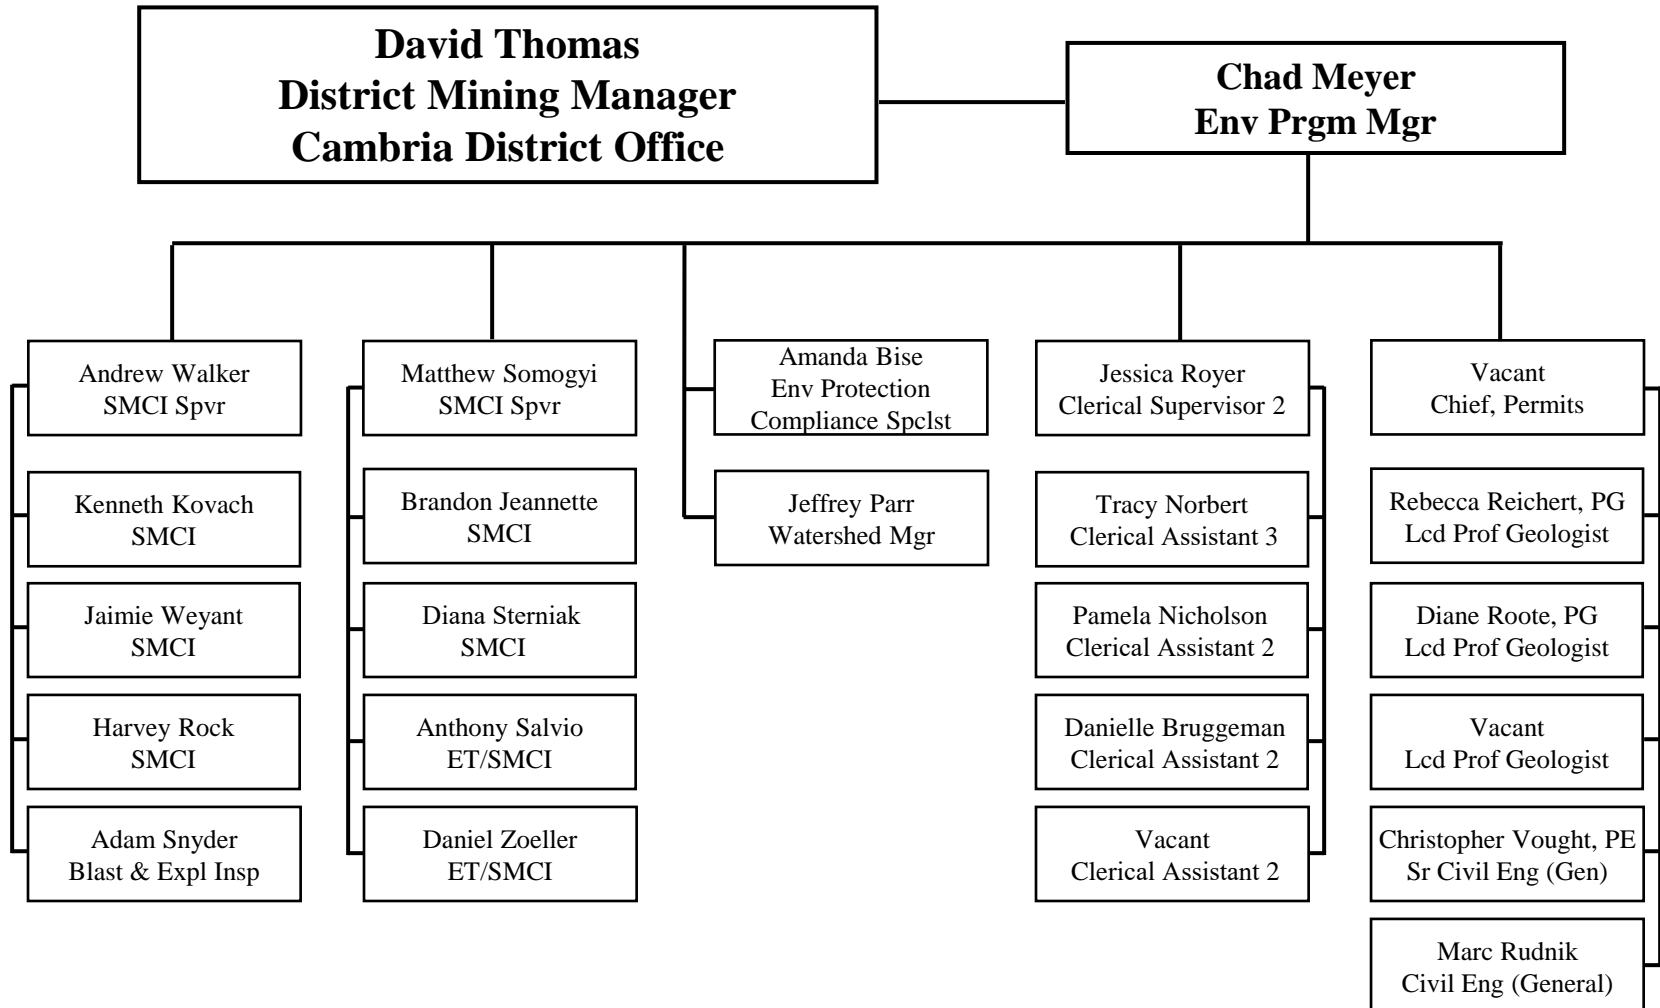 David Thomas
District Mining Manager
Cambria District Office
Chad Meyer
Env Prgm Mgr
Andrew Walker
SMCI Spvr
Kenneth Kovach
SMCI
Jaimie Weyant
SMCI
Harvey Rock
SMCI
Adam Snyder
Blast & Expl Insp
Matthew Somogyi
SMCI Spvr
Brandon Jeannette
SMCI
Diana Sterniak
SMCI
Anthony Salvio
ET/SMCI
Daniel Zoeller
ET/SMCI
Amanda Bise
Env Protection
Compliance Spclst
Jeffrey Parr
Watershed Mgr
Jessica Royer
Clerical Supervisor 2
Tracy Norbert
Clerical Assistant 3
Pamela Nicholson
Clerical Assistant 2
Danielle Bruggeman
Clerical Assistant 2
Vacant
Clerical Assistant 2
Vacant
Chief, Permits
Rebecca Reichert, PG
Lcd Prof Geologist
Diane Roote, PG
Lcd Prof Geologist
Vacant
Lcd Prof Geologist
Christopher Vought, PE
Sr Civil Eng (Gen)
Marc Rudnik
Civil Eng (General)